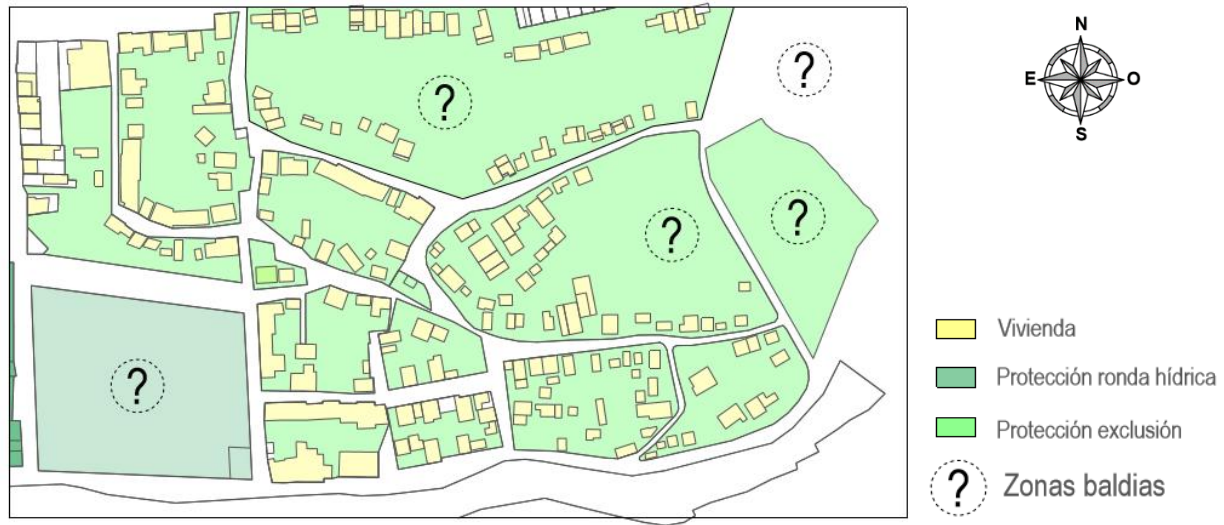 N
E O
S
?
?
?
?
?
Vivienda
Protección ronda hídrica
Protección exclusión
? Zonas baldias